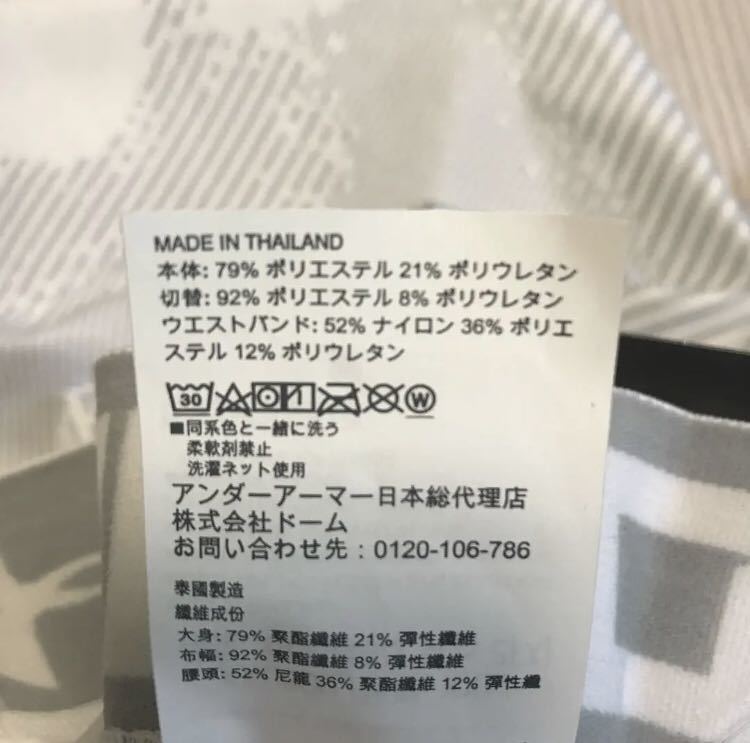 MADE IN THAILAND
本体: 79% ポリエステル 21% ポリウレタン
切替: 92% ポリエステル 8% ポリウレタン
ウエストバンド: 52% ナイロン 36% ポリエ
ステル 12% ポリウレタン
30 W
■同系色と一緒に洗う
柔軟剤禁止
洗濯ネット使用
アンダーアーマー日本総代理店
株式会社ドーム
お問い合わせ先：0120-106-786
泰國製造
纖維成份
大身: 79% 聚酯纖維 21% 彈性纖維
布幅: 92% 聚酯纖維 8% 彈性纖維
腰頭: 52% 尼龍 36% 聚酯纖維 12% 彈性纖